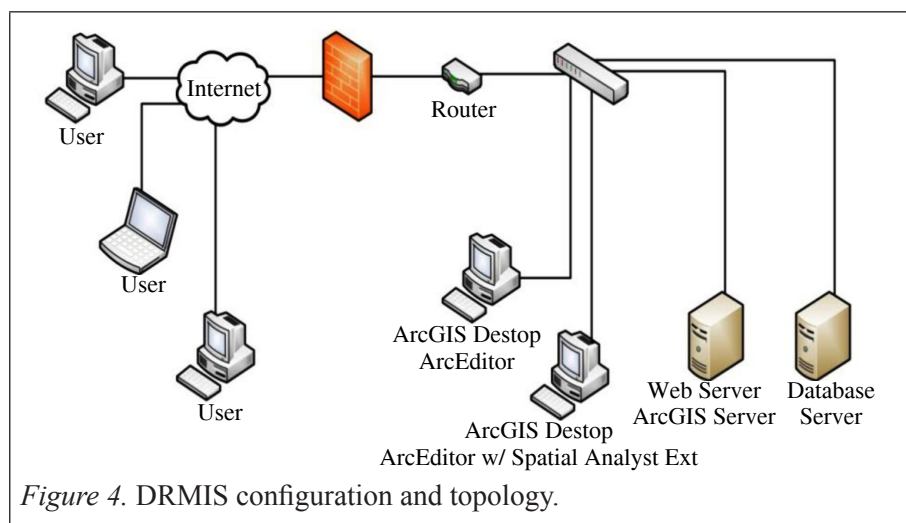 Internet
User
Router
User
ArcGIS Destop
ArcEditor
User
Web Server
ArcGIS Server
Database
Server
ArcGIS Destop
ArcEditor w/ Spatial Analyst Ext
Figure 4. DRMIS configuration and topology.